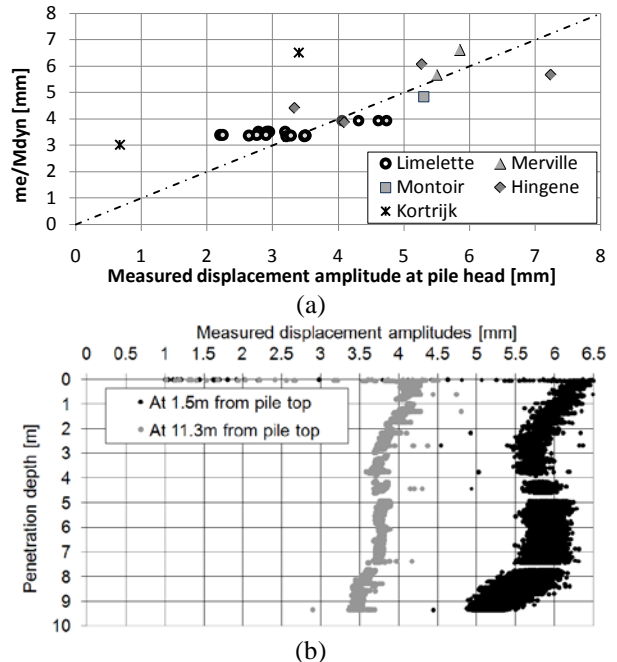 8
7
6
5
4
3
2
1
0
me/Mdyn [mm]
Limelette
Merville
Montoir
Hingene
Kortrijk
0 1 2 3 4 5 6 7 8
Measured displacement amplitude at pile head [mm]
(a)
Measured displacement amplitudes [mm]
0 0.5 1 1.5 2 2.5 3 3.5 4 4.5 5 5.5 6 6.5
0
1
2
3
4
5
6
7
8
9
10
Penetration depth [m]
At 1.5m from pile top
At 11.3m from pile top
(b)